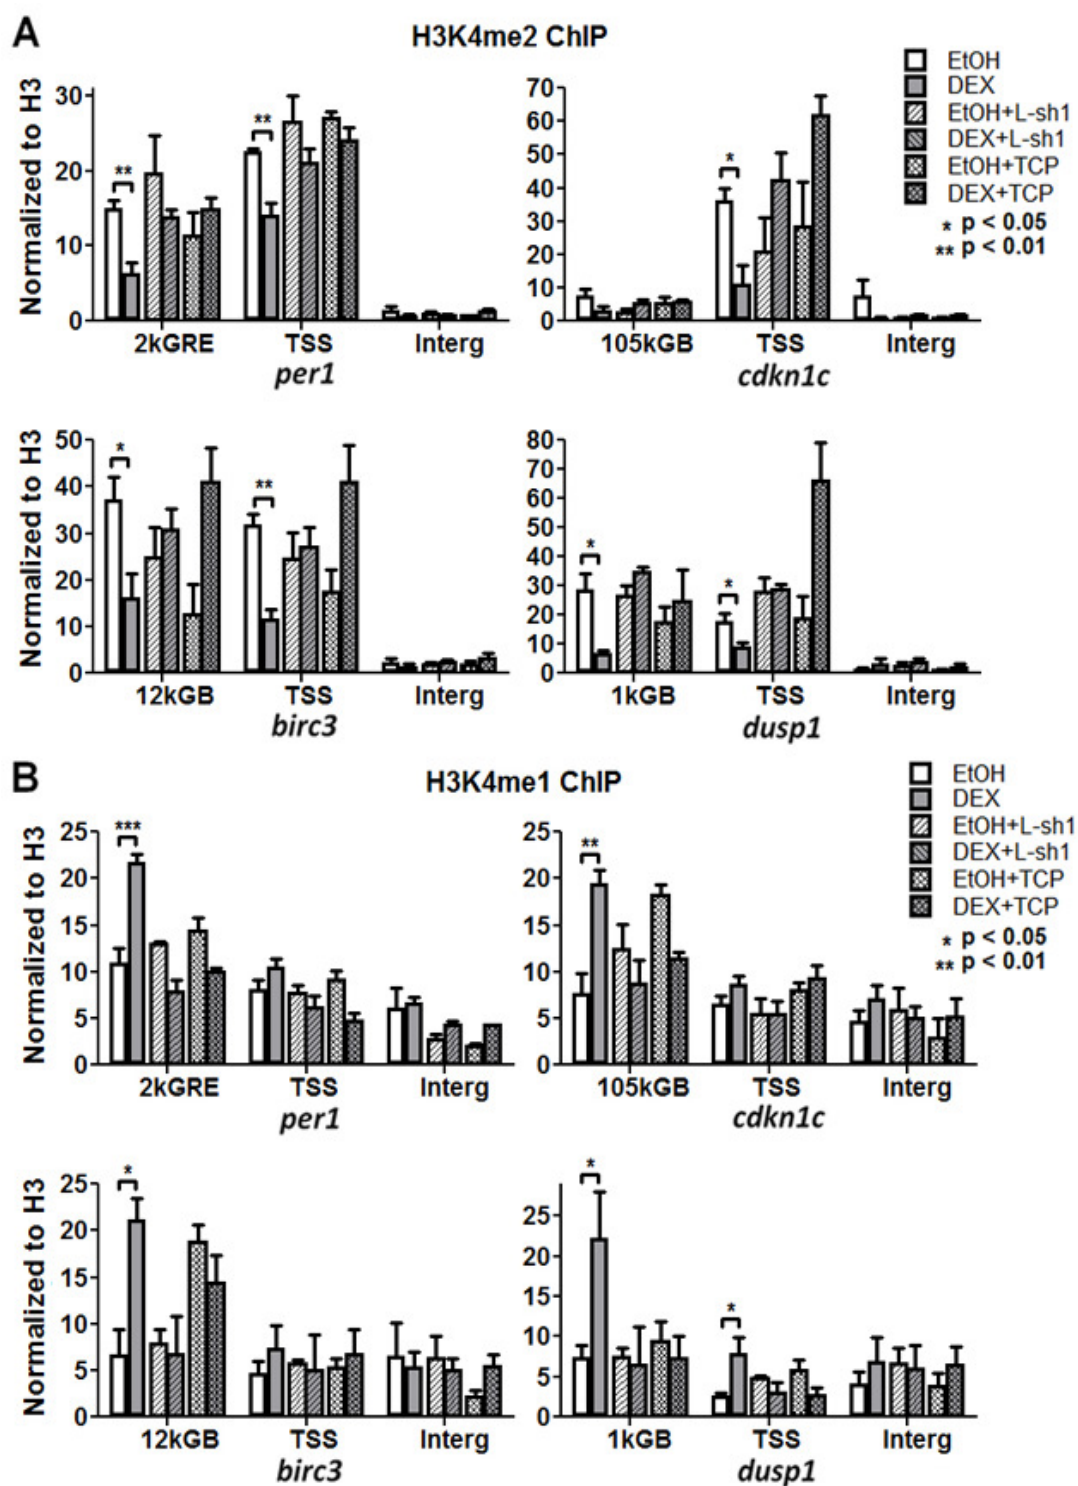 A
H3K4me2 ChIP
EtOH
DEX
EtOH+L-sh1
DEX+L-sh1
EtOH+TCP
DEX+TCP
* p < 0.05
** p < 0.01
Normalized to H3
30
20
10
0
** **
2kGRE TSS Interg
per1
70
60
50
40
30
20
10
0
*
105kGB TSS Interg
cdkn1c
Normalized to H3
50
40
30
20
10
0
* **
12kGB TSS Interg
birc3
80
70
60
50
40
30
20
10
0
* *
1kGB TSS Interg
dusp1
B
H3K4me1 ChIP
EtOH
DEX
EtOH+L-sh1
DEX+L-sh1
EtOH+TCP
DEX+TCP
* p < 0.05
** p < 0.01
Normalized to H3
25
20
15
10
5
0
***
2kGRE TSS Interg
per1
25
20
15
10
5
0
**
105kGB TSS Interg
cdkn1c
Normalized to H3
25
20
15
10
5
0
*
12kGB TSS Interg
birc3
25
20
15
10
5
0
* *
1kGB TSS Interg
dusp1